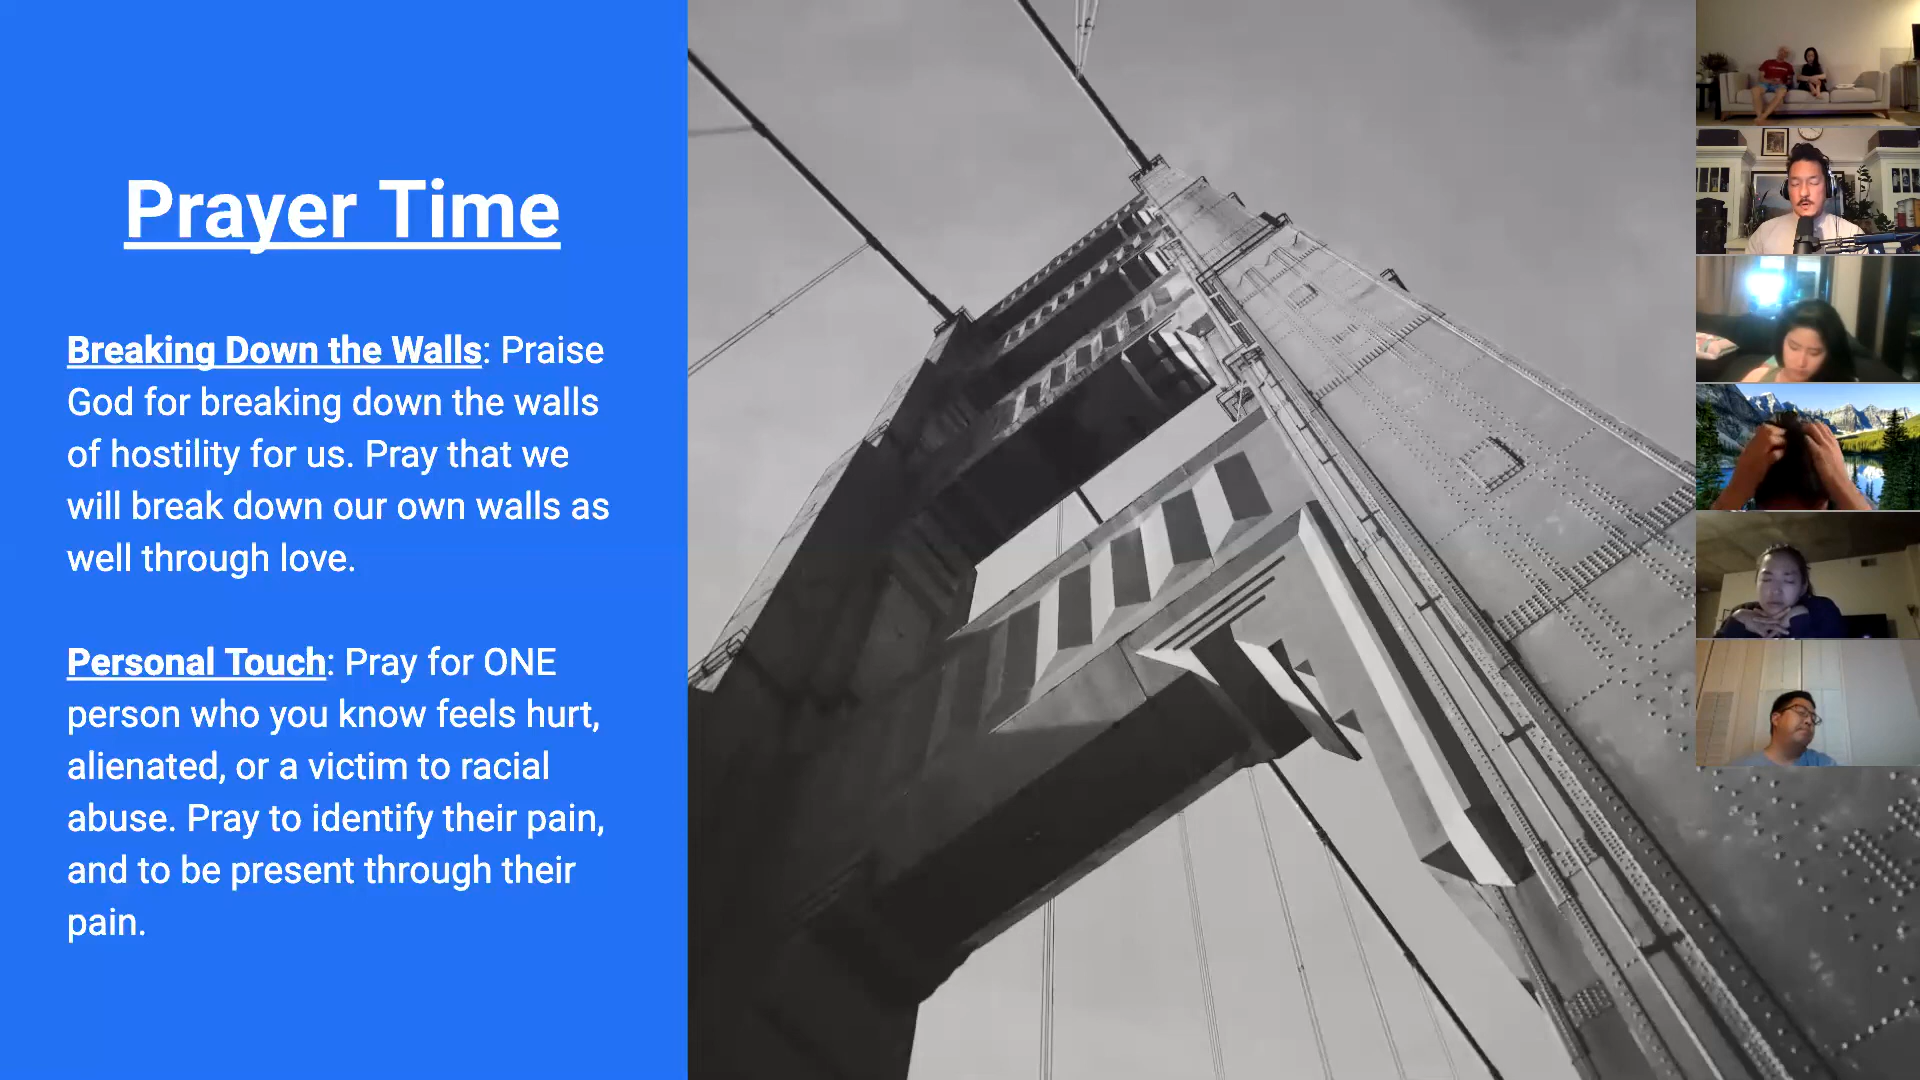 Prayer Time
Breaking Down the Walls: Praise
God for breaking down the walls
of hostility for us. Pray that we
will break down our own walls as
well through love.
Personal Touch: Pray for ONE
person who you know feels hurt,
alienated, or a victim to racial
abuse. Pray to identify their pain,
and to be present through their
pain.